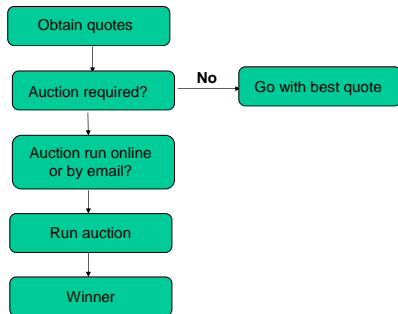 Obtain quotes
Auction required?
No
Go with best quote
Auction run online
or by email?
Run auction
Winner